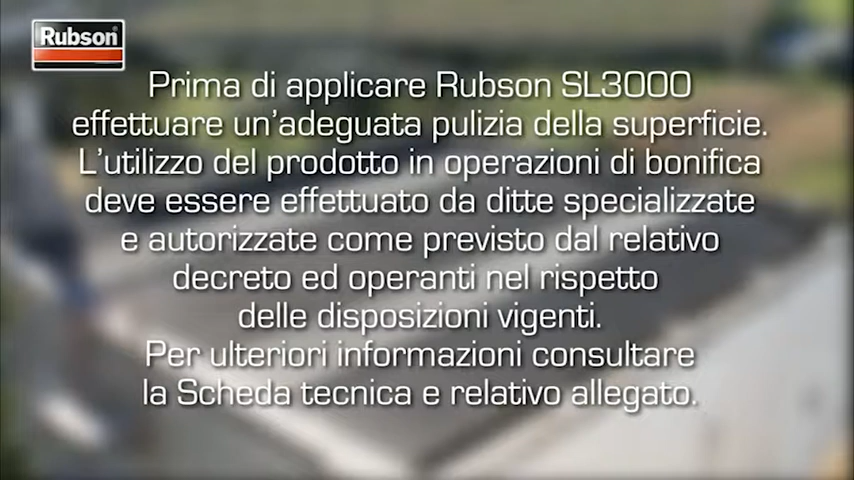 Rubson
Prima di applicare Rubson SL3000
effettuare un'adeguata pulizia della superficie.
L'utilizzo del prodotto in operazioni di bonifica
deve essere effettuato da ditte specializzate
e autorizzate come previsto dal relativo
decreto ed operanti nel rispetto
delle disposizioni vigenti.
Per ulteriori informazioni consultare
la Scheda tecnica e relativo allegato.